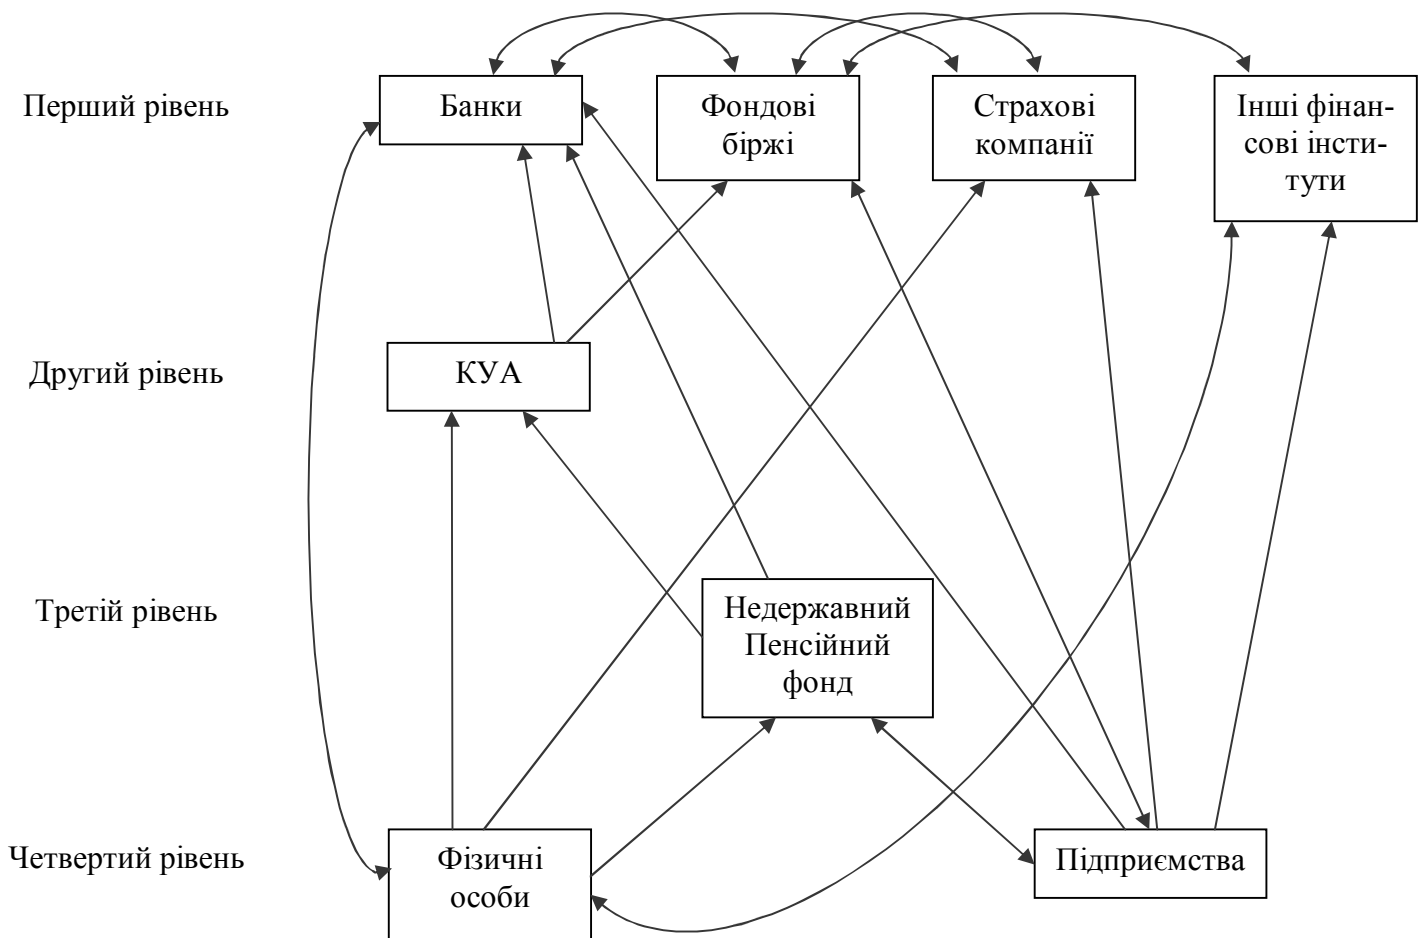 Перший рівень
Банки
Фондові
біржі
Страхові
компанії
Інші фінан-
сові інсти-
тути
Другий рівень
КУА
Третій рівень
Недержавний
Пенсійний
фонд
Четвертий рівень
Фізичні
особи
Підприємства